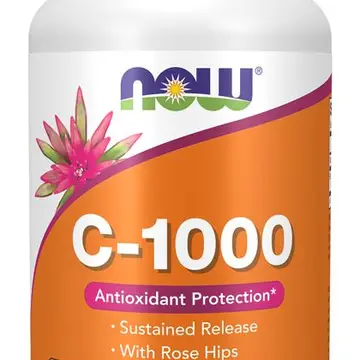 NOW®
C-1000
Antioxidant Protection*
· Sustained Release
· With Rose Hips